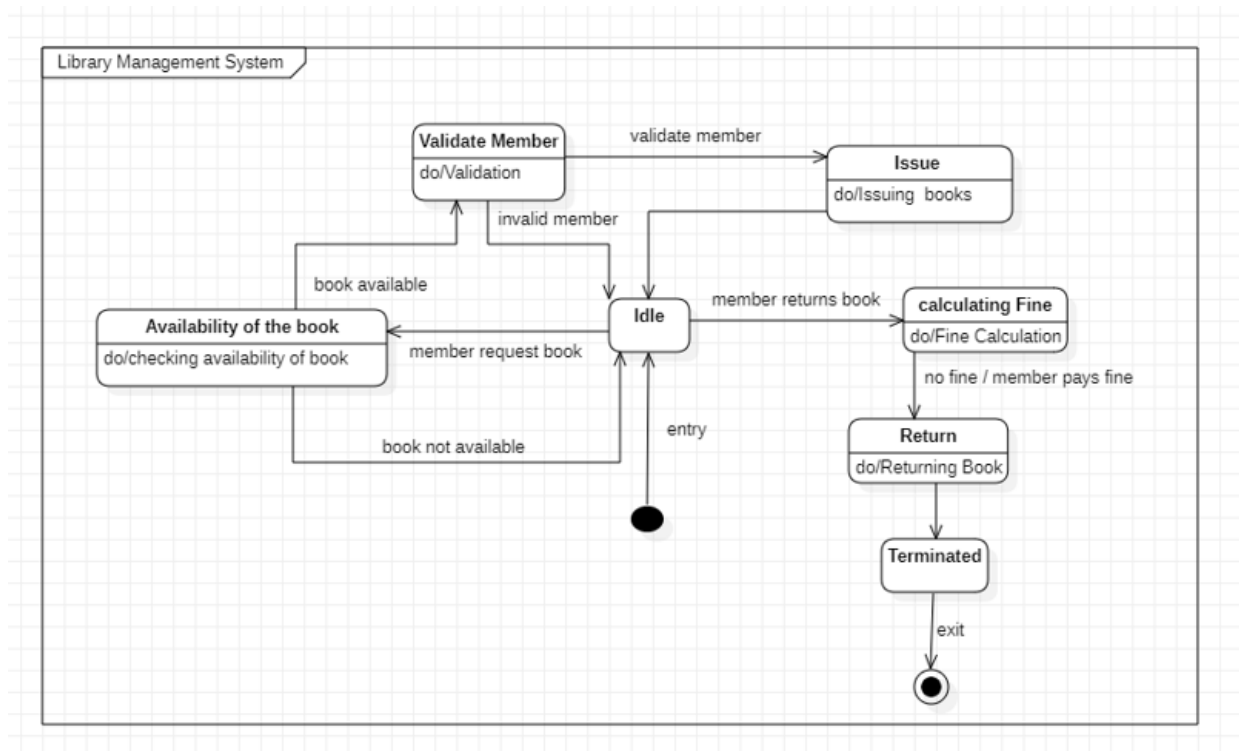 Library Management System
Validate Member
do/Validation
validate member
Issue
do/Issuing  books
invalid member
book available
Availability of the book
do/checking availability of book
member request book
Idle
member returns book
calculating Fine
do/Fine Calculation
no fine / member pays fine
book not available
entry
Return
do/Returning Book
Terminated
exit